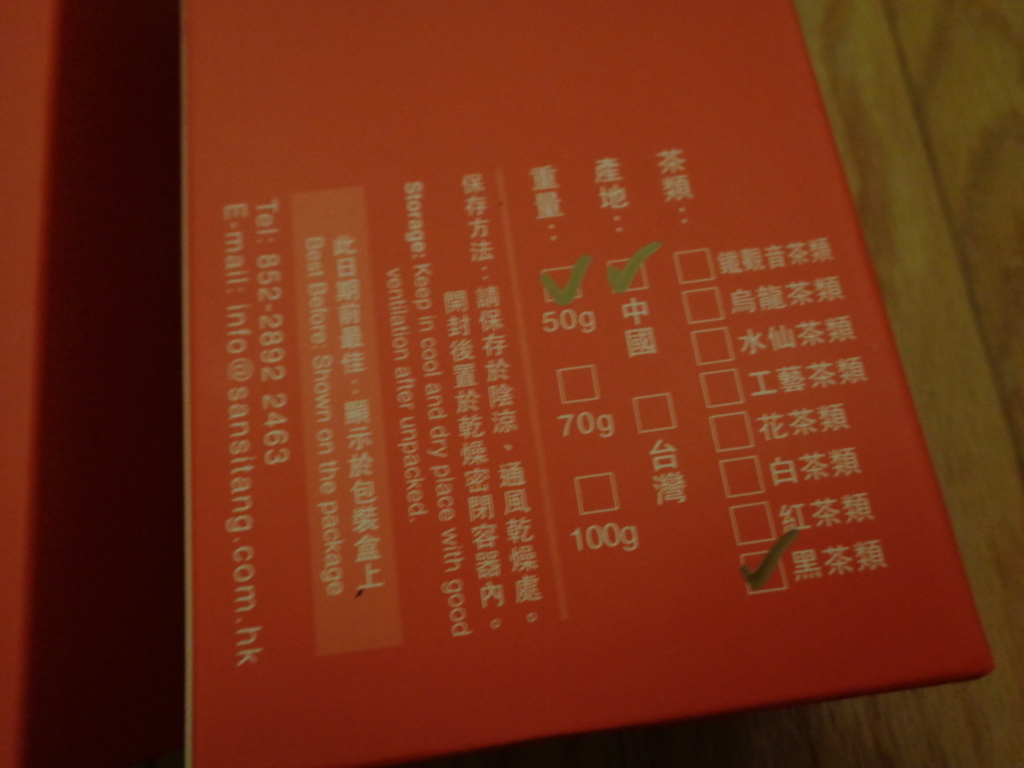 茶類：
鐵觀音茶類
烏龍茶類
水仙茶類
工藝茶類
花茶類
白茶類
紅茶類
黑茶類
產地：
中國
台灣
重量：
50g
70g
100g
保存方法：請保存於陰涼、通風乾燥處。
開封後置於乾燥密閉容器內。
Storage: Keep in cool and dry place with good
ventilation after unpacked.
此日期前最佳：顯示於包裝盒上
Best Before: Shown on the package
Tel: 852-2892 2463
E-mail: info@sansitang.com.hk